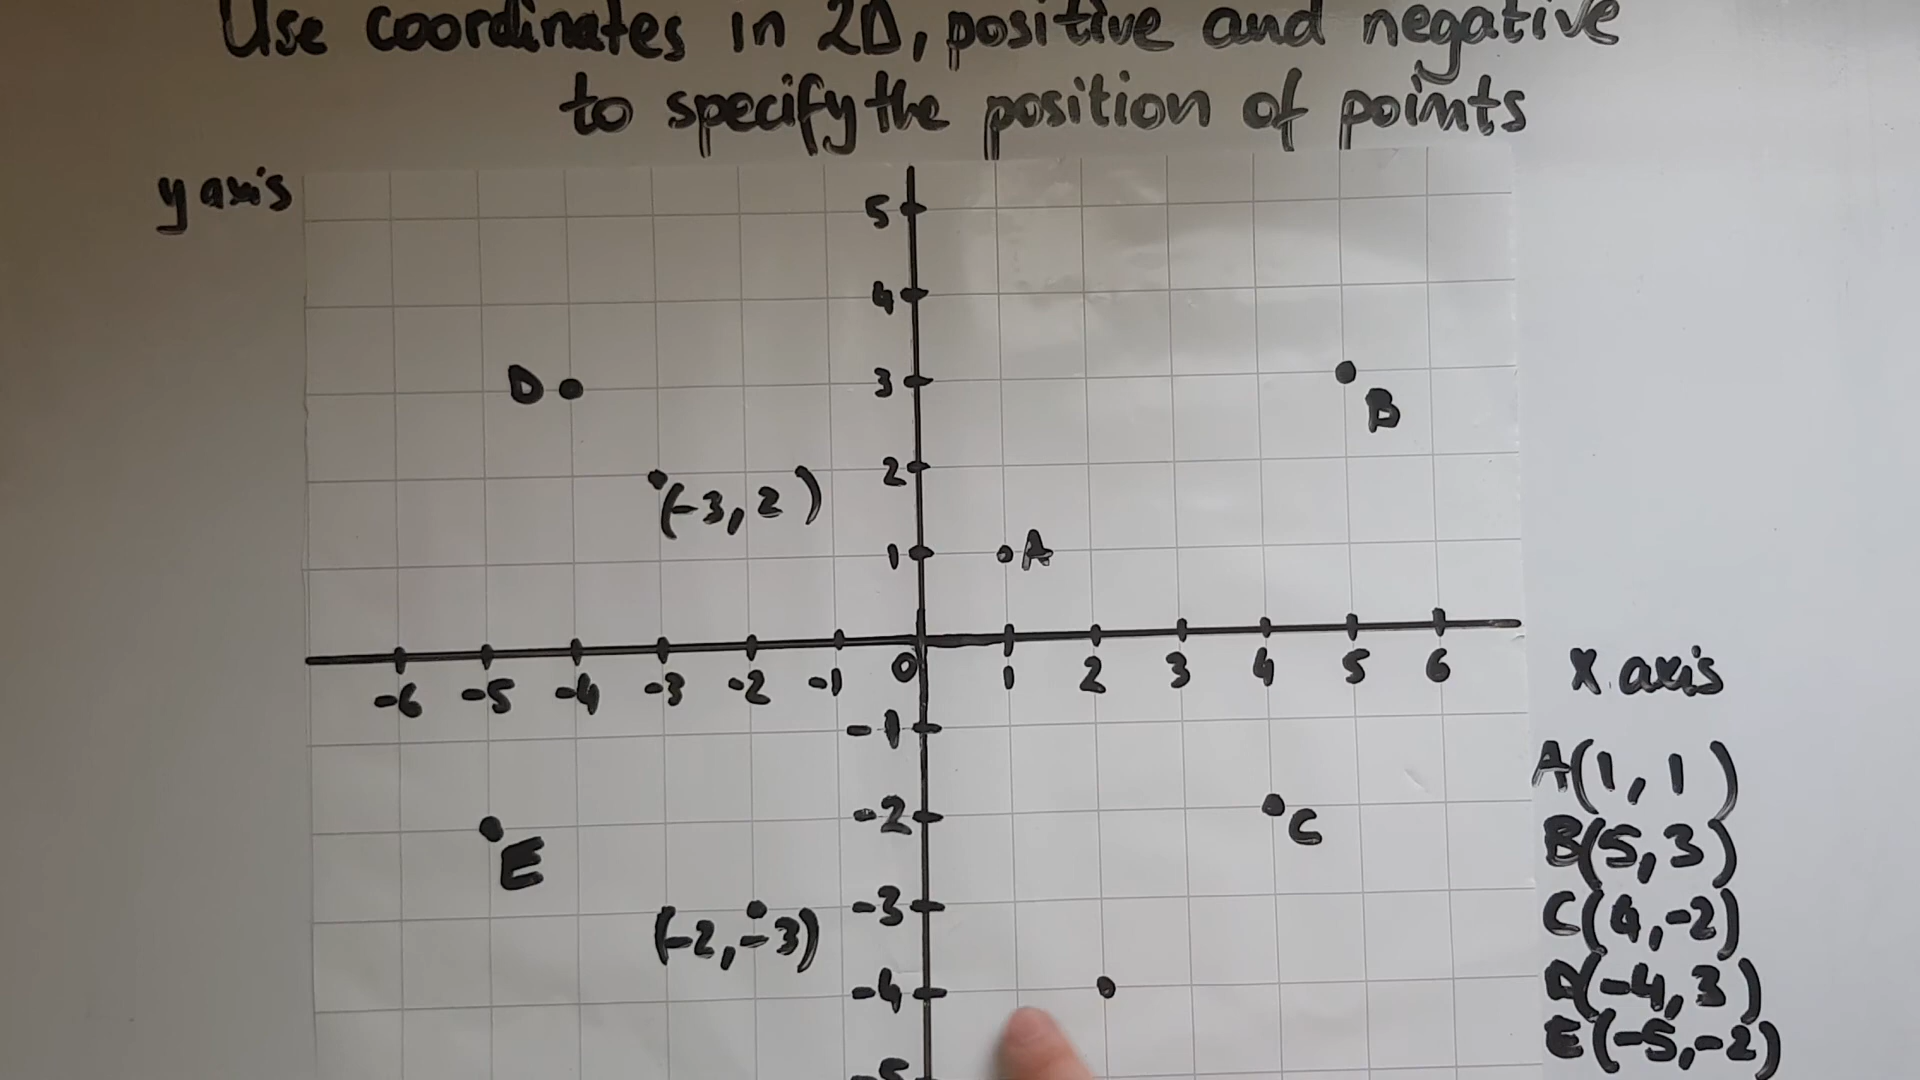 Use coordinates in 2D, positive and negative
to specify the position of points
y axis
5
4
D
3
B
2
(-3, 2)
1
A
-6 -5 -4 -3 -2 -1 0 1 2 3 4 5 6
x axis
-1
A(1, 1)
-2
C
B(5, 3)
E
-3
(-2, -3)
C(4, -2)
-4
D(-4, 3)
E(-5, -2)
-5